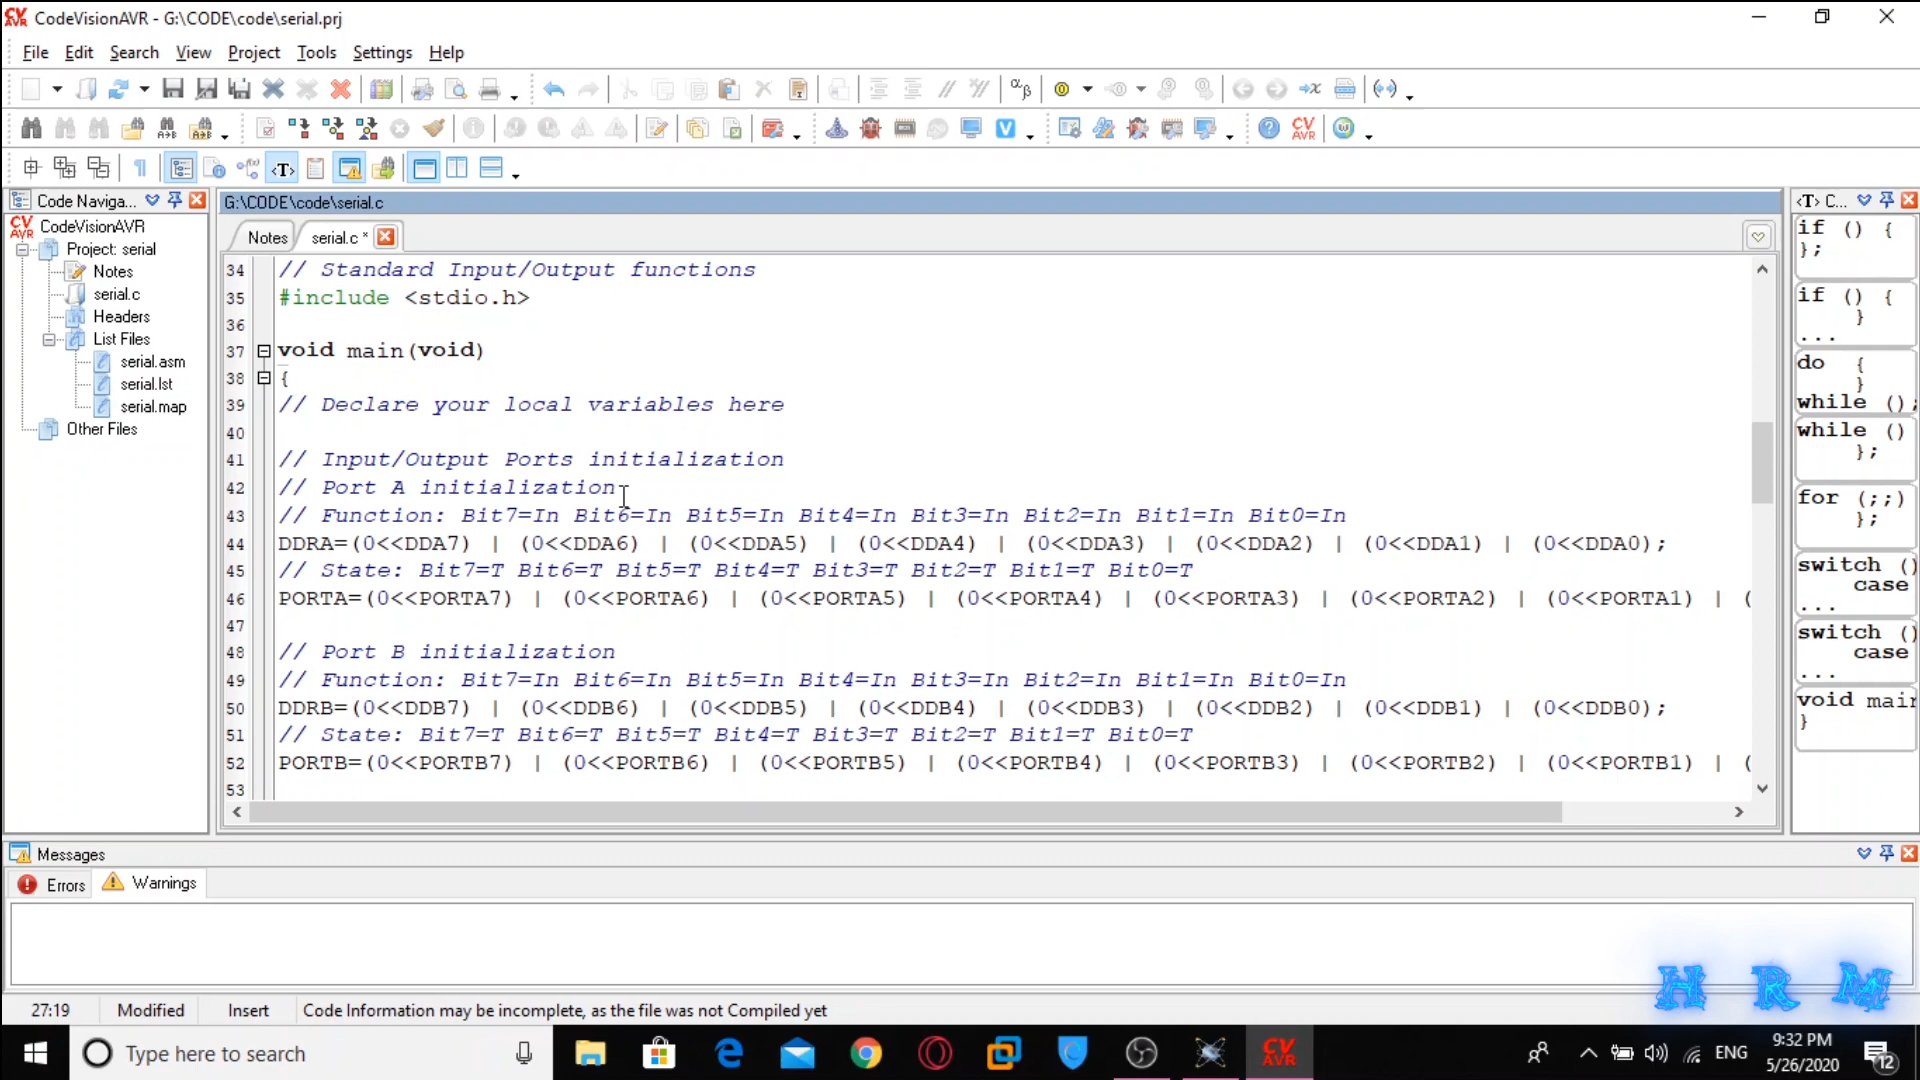 CodeVisionAVR - G:\CODE\code\serial.prj
File Edit Search View Project Tools Settings Help
Code Naviga...
CodeVisionAVR
Project: serial
Notes
serial.c
Headers
List Files
serial.asm
serial.lst
serial.map
Other Files
G:\CODE\code\serial.c
Notes serial.c *
34 // Standard Input/Output functions
35 #include <stdio.h>
36
37 void main(void)
38 {
39 // Declare your local variables here
40
41 // Input/Output Ports initialization
42 // Port A initialization
43 // Function: Bit7=In Bit6=In Bit5=In Bit4=In Bit3=In Bit2=In Bit1=In Bit0=In
44 DDRA=(0<<DDA7) | (0<<DDA6) | (0<<DDA5) | (0<<DDA4) | (0<<DDA3) | (0<<DDA2) | (0<<DDA1) | (0<<DDA0);
45 // State: Bit7=T Bit6=T Bit5=T Bit4=T Bit3=T Bit2=T Bit1=T Bit0=T
46 PORTA=(0<<PORTA7) | (0<<PORTA6) | (0<<PORTA5) | (0<<PORTA4) | (0<<PORTA3) | (0<<PORTA2) | (0<<PORTA1) | (
47
48 // Port B initialization
49 // Function: Bit7=In Bit6=In Bit5=In Bit4=In Bit3=In Bit2=In Bit1=In Bit0=In
50 DDRB=(0<<DDB7) | (0<<DDB6) | (0<<DDB5) | (0<<DDB4) | (0<<DDB3) | (0<<DDB2) | (0<<DDB1) | (0<<DDB0);
51 // State: Bit7=T Bit6=T Bit5=T Bit4=T Bit3=T Bit2=T Bit1=T Bit0=T
52 PORTB=(0<<PORTB7) | (0<<PORTB6) | (0<<PORTB5) | (0<<PORTB4) | (0<<PORTB3) | (0<<PORTB2) | (0<<PORTB1) | (
53
<T> C...
if () {
};
if () {
}
...
do {
}
while ();
while ()
};
for (;;)
};
switch ()
case
...
switch ()
case
...
void main
}
Messages
Errors Warnings
H R M
27:19 Modified Insert Code Information may be incomplete, as the file was not Compiled yet
Type here to search
CV AVR
ENG
9:32 PM
5/26/2020
12